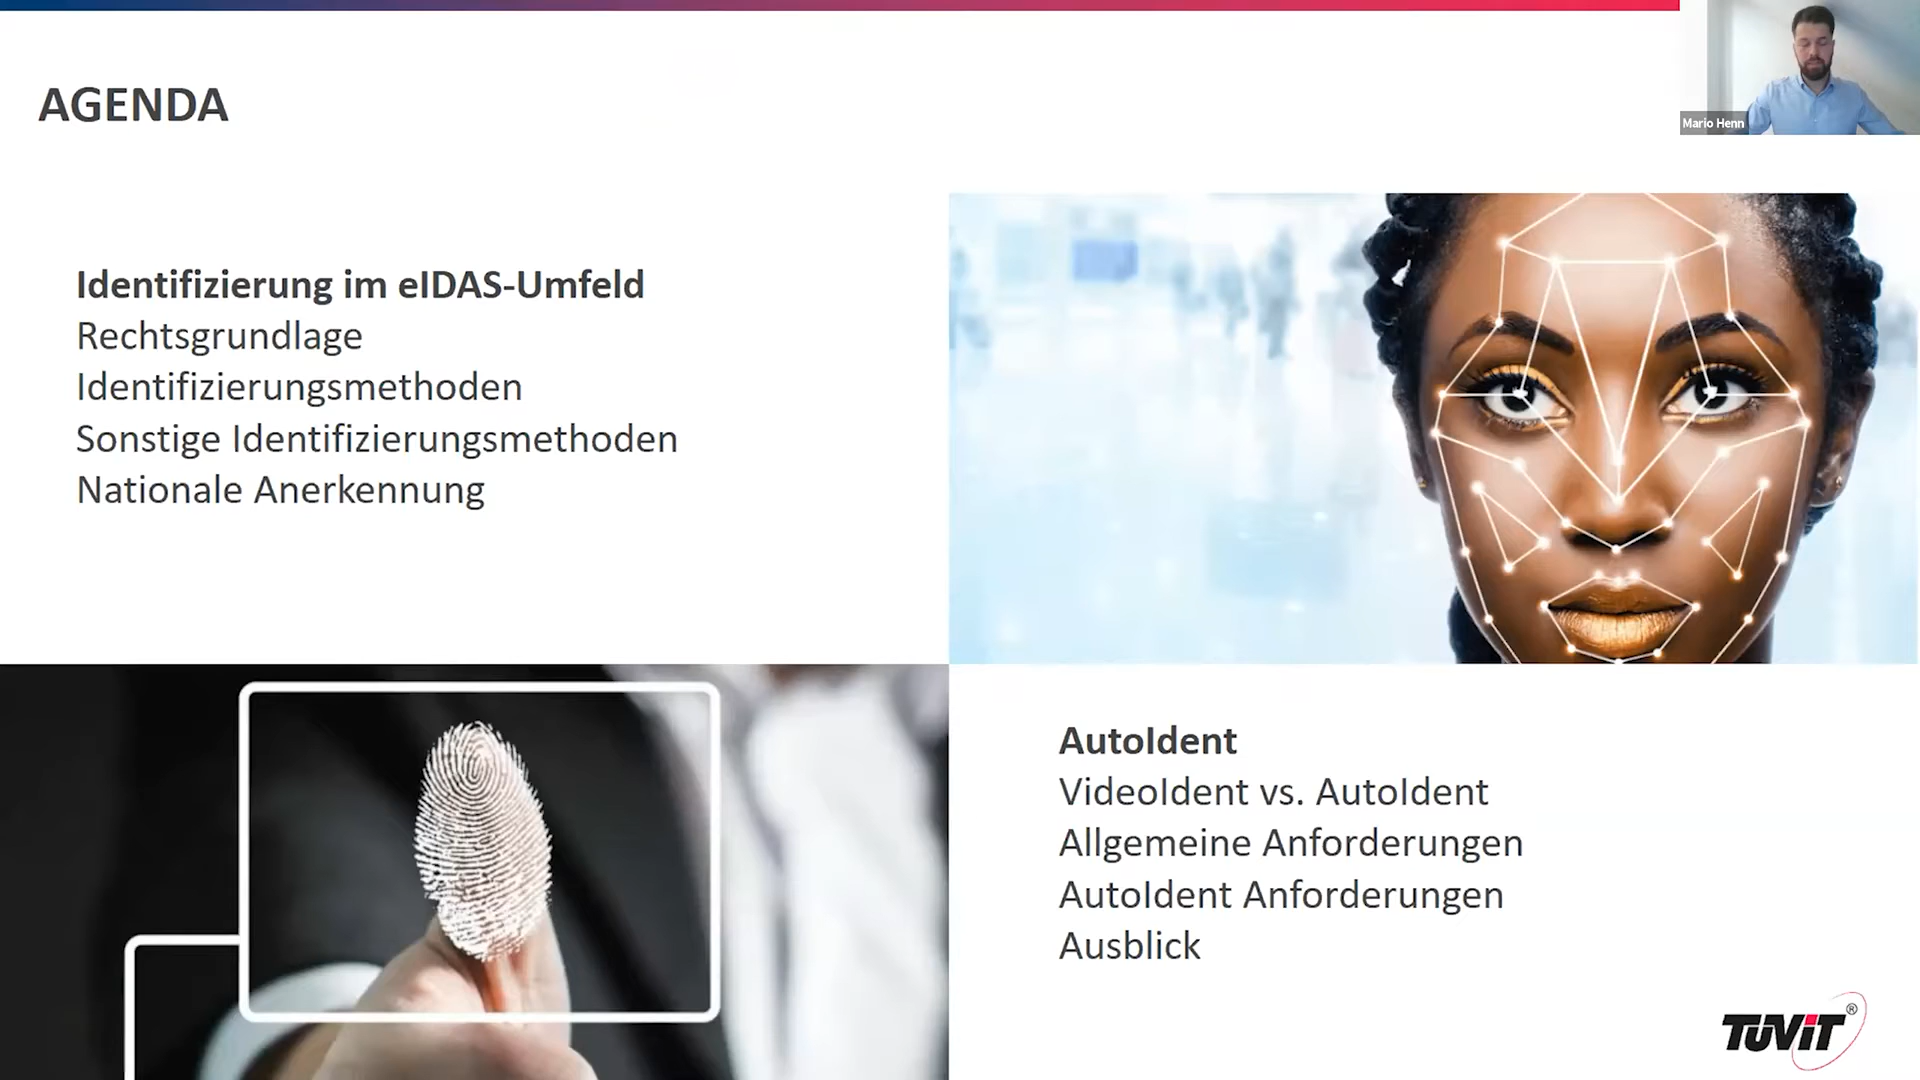 AGENDA
Mario Henn
Identifizierung im eIDAS-Umfeld
Rechtsgrundlage
Identifizierungsmethoden
Sonstige Identifizierungsmethoden
Nationale Anerkennung
AutoIdent
VideoIdent vs. AutoIdent
Allgemeine Anforderungen
AutoIdent Anforderungen
Ausblick
TÜViT®